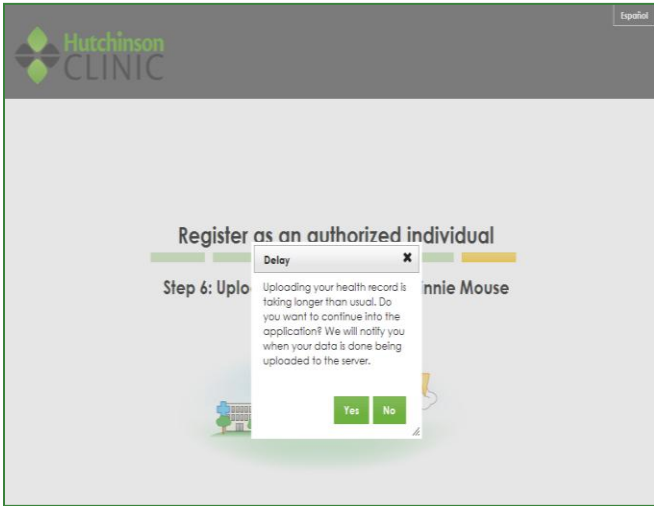 Español
Hutchinson
CLINIC
Register as an authorized individual
Delay
Step 6: Uplo nnie Mouse
Uploading your health record is
taking longer than usual. Do
you want to continue into the
application? We will notify you
when your data is done being
uploaded to the server.
Yes No